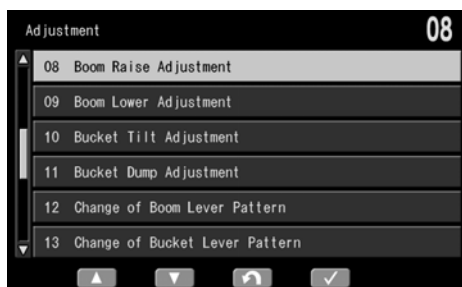 Adjustment 08
08 Boom Raise Adjustment
09 Boom Lower Adjustment
10 Bucket Tilt Adjustment
11 Bucket Dump Adjustment
12 Change of Boom Lever Pattern
13 Change of Bucket Lever Pattern